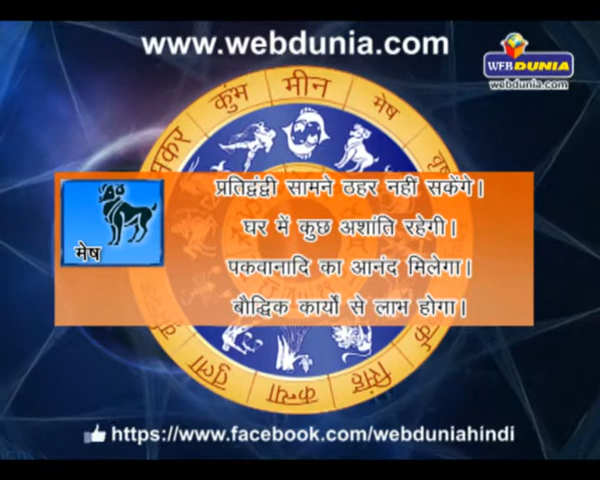 www.webdunia.com
WEBDUNIA
webdunia.com
कुंभ
मीन
मेष
प्रतिद्वंद्वी सामने ठहर नहीं सकेंगे।
घर में कुछ अशांति रहेगी।
पकवानादि का आनंद मिलेगा।
बौद्धिक कार्यों से लाभ होगा।
मेष
तुला
कन्या
सिंह
https://www.facebook.com/webduniahindi